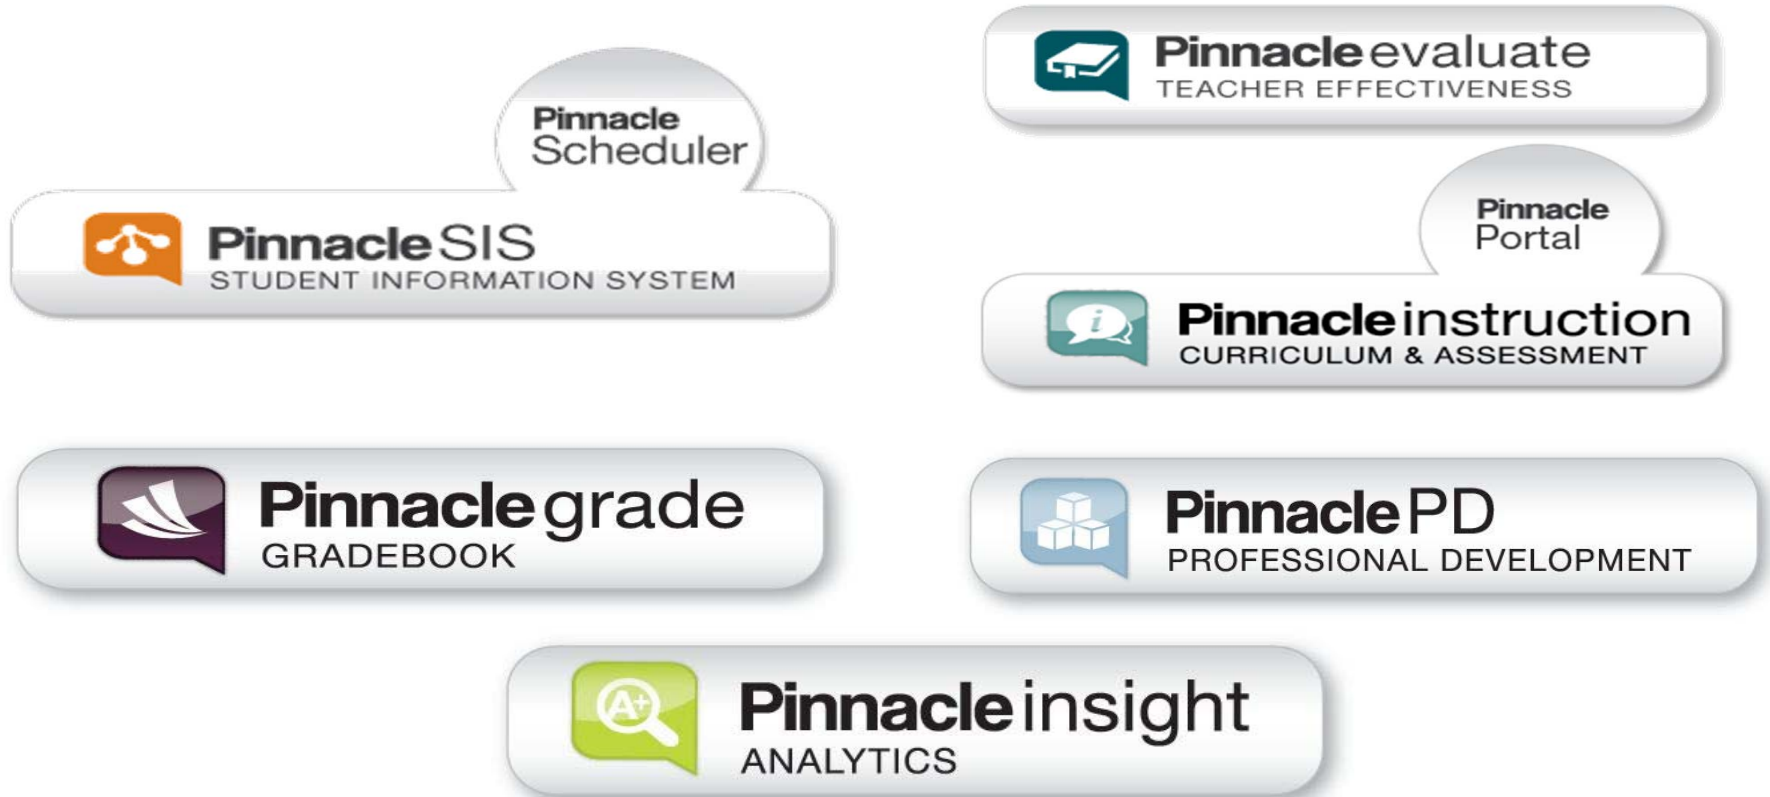 Pinnacle
Scheduler
Pinnacle SIS
STUDENT INFORMATION SYSTEM
Pinnacle evaluate
TEACHER EFFECTIVENESS
Pinnacle
Portal
i
Pinnacle instruction
CURRICULUM & ASSESSMENT
Pinnacle grade
GRADEBOOK
Pinnacle PD
PROFESSIONAL DEVELOPMENT
A+
Pinnacle insight
ANALYTICS